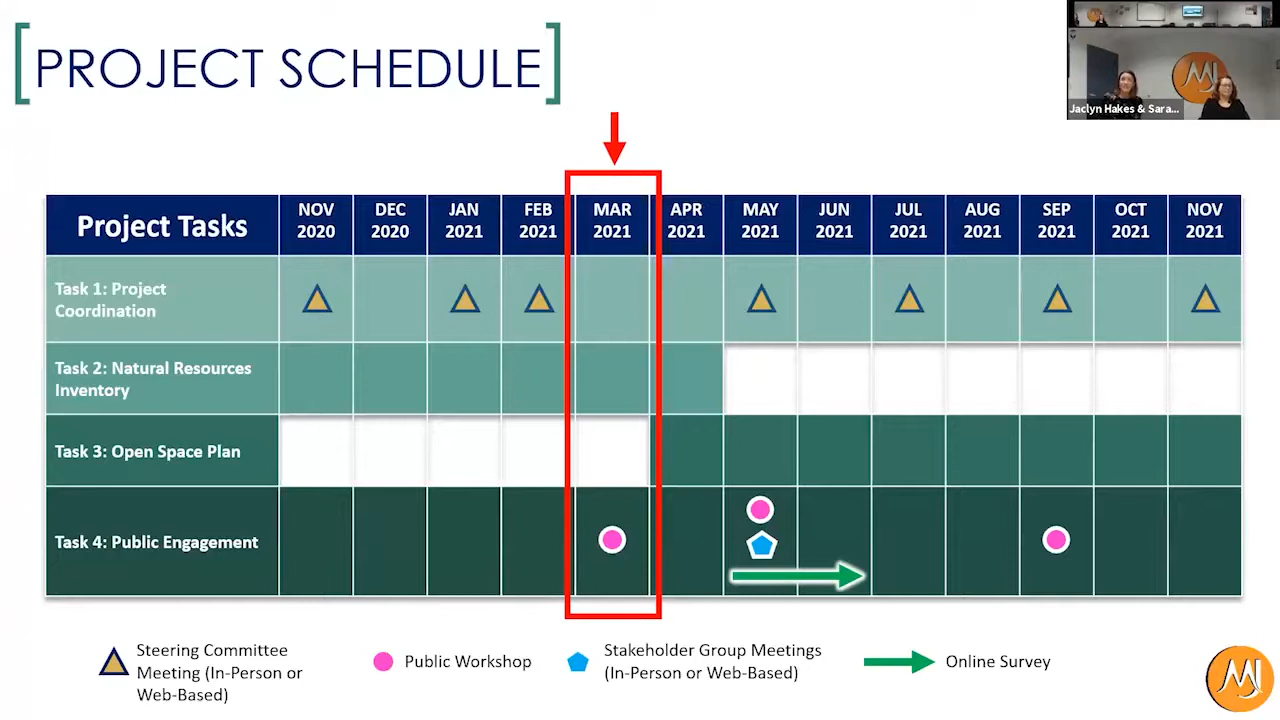 [PROJECT SCHEDULE]
Jaclyn Hakes & Sara...
Project Tasks
NOV 2020
DEC 2020
JAN 2021
FEB 2021
MAR 2021
APR 2021
MAY 2021
JUN 2021
JUL 2021
AUG 2021
SEP 2021
OCT 2021
NOV 2021
Task 1: Project
Coordination
Task 2: Natural Resources
Inventory
Task 3: Open Space Plan
Task 4: Public Engagement
Steering Committee
Meeting (In-Person or
Web-Based)
Public Workshop
Stakeholder Group Meetings
(In-Person or Web-Based)
Online Survey
MJ